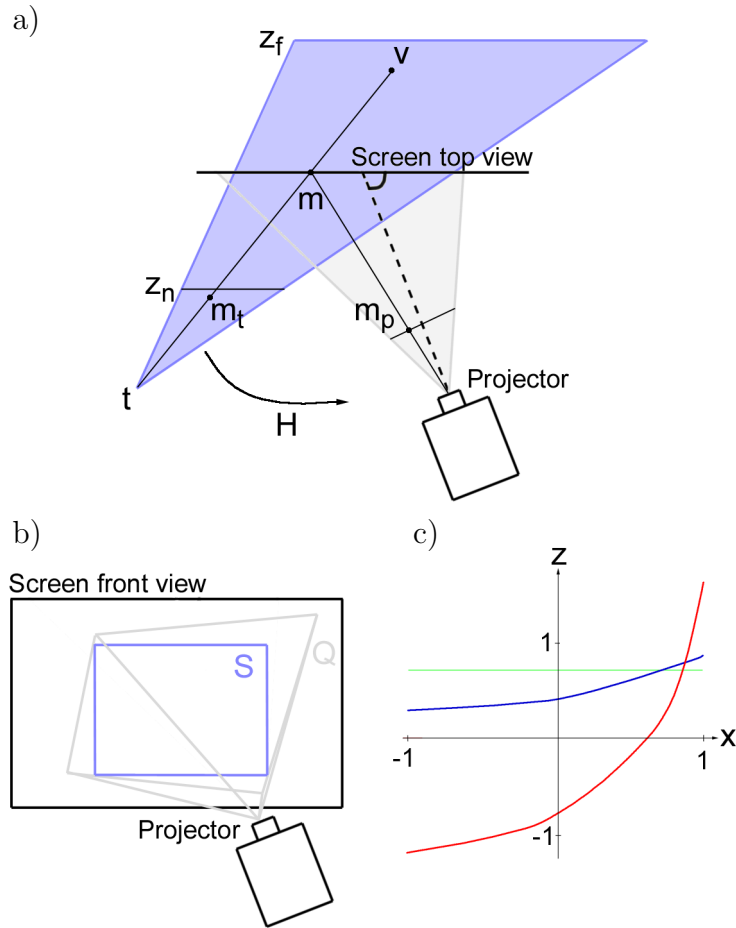 a)
z_f
v
Screen top view
m
z_n
m_t
m_p
t
Projector
H
b)
c)
Screen front view
S
Q
Projector
z
1
-1
1
x
-1